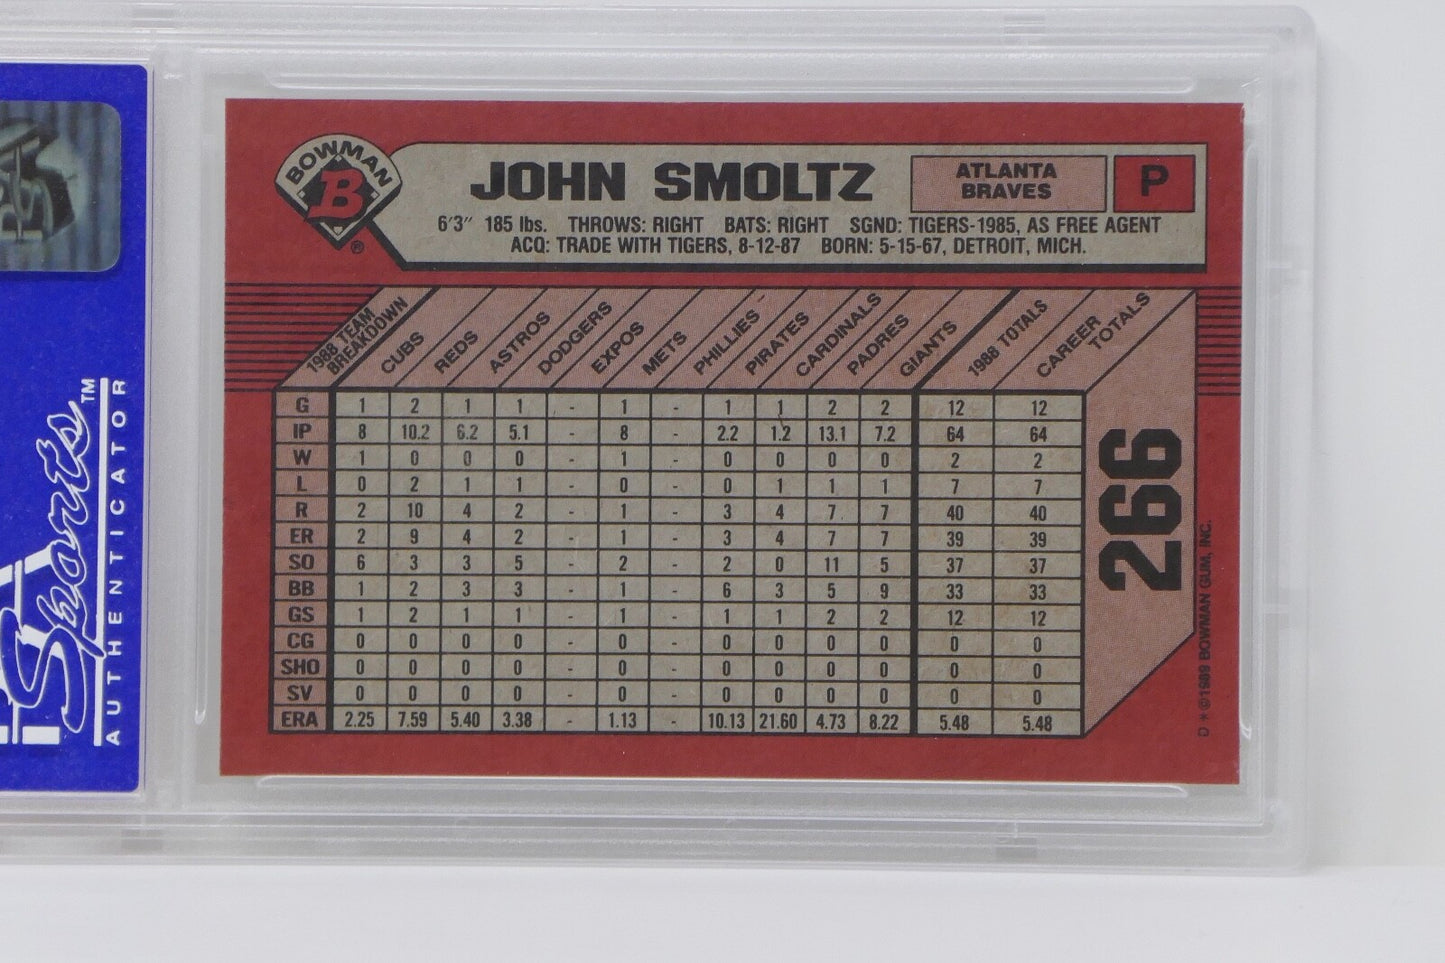 BOWMAN
B
®
JOHN SMOLTZ
ATLANTA
BRAVES
P
6'3" 185 lbs. THROWS: RIGHT BATS: RIGHT SGND: TIGERS-1985, AS FREE AGENT
ACQ: TRADE WITH TIGERS, 8-12-87 BORN: 5-15-67, DETROIT, MICH.
1988 TEAM BREAKDOWN CUBS REDS ASTROS DODGERS EXPOS METS PHILLIES PIRATES CARDINALS PADRES GIANTS 1988 TOTALS CAREER TOTALS
G 1 2 1 1 - 1 - 1 1 2 2 12 12
IP 8 10.2 6.2 5.1 - 8 - 2.2 1.2 13.1 7.2 64 64
W 1 0 0 0 - 1 - 0 0 0 0 2 2
L 0 2 1 1 - 0 - 0 1 1 1 7 7
R 2 10 4 2 - 1 - 3 4 7 7 40 40
ER 2 9 4 2 - 1 - 3 4 7 7 39 39
SO 6 3 3 5 - 2 - 2 0 11 5 37 37
BB 1 2 3 3 - 1 - 6 3 5 9 33 33
GS 1 2 1 1 - 1 - 1 1 2 2 12 12
CG 0 0 0 0 - 0 - 0 0 0 0 0 0
SHO 0 0 0 0 - 0 - 0 0 0 0 0 0
SV 0 0 0 0 - 0 - 0 0 0 0 0 0
ERA 2.25 7.59 5.40 3.38 - 1.13 - 10.13 21.60 4.73 8.22 5.48 5.48
266
D * ©1989 BOWMAN GUM, INC.
Sports™
AUTHENTICATOR